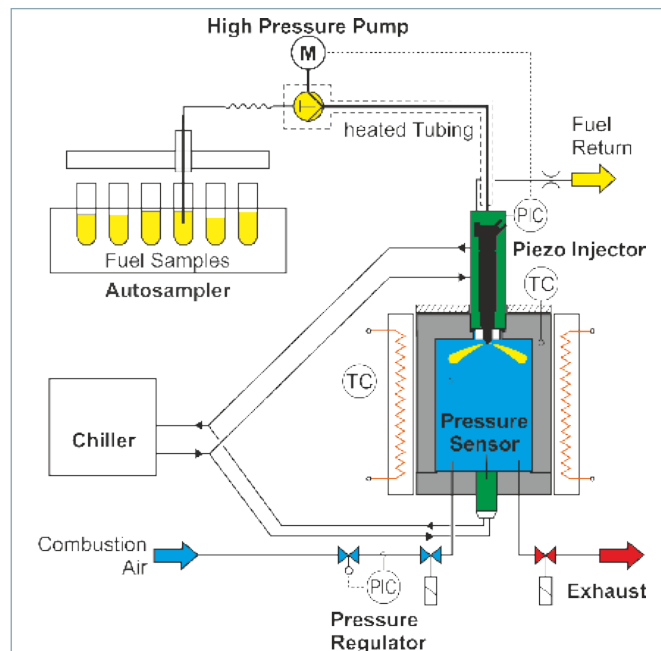 High Pressure Pump
M
heated Tubing
Fuel
Return
PIC
Piezo Injector
Fuel Samples
Autosampler
TC
TC
Chiller
Pressure
Sensor
Combustion
Air
PIC
Pressure
Regulator
Exhaust